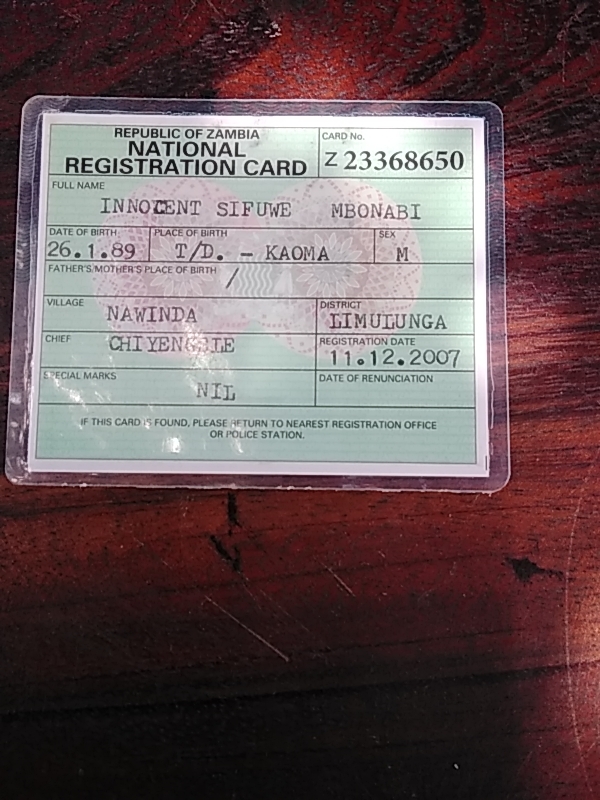 REPUBLIC OF ZAMBIA
NATIONAL
REGISTRATION CARD
CARD No.
Z 23368650
FULL NAME
INNOCENT SIFUWE MBONABI
DATE OF BIRTH
26.1.89
PLACE OF BIRTH
T/D. – KAOMA
SEX
M
FATHER'S/MOTHER'S PLACE OF BIRTH
/
VILLAGE
NAWINDA
DISTRICT
LIMULUNGA
CHIEF
REGISTRATION DATE
11.12.2007
SPECIAL MARKS
NIL
DATE OF RENUNCIATION
IF THIS CARD IS FOUND, PLEASE RETURN TO NEAREST REGISTRATION OFFICE
OR POLICE STATION.